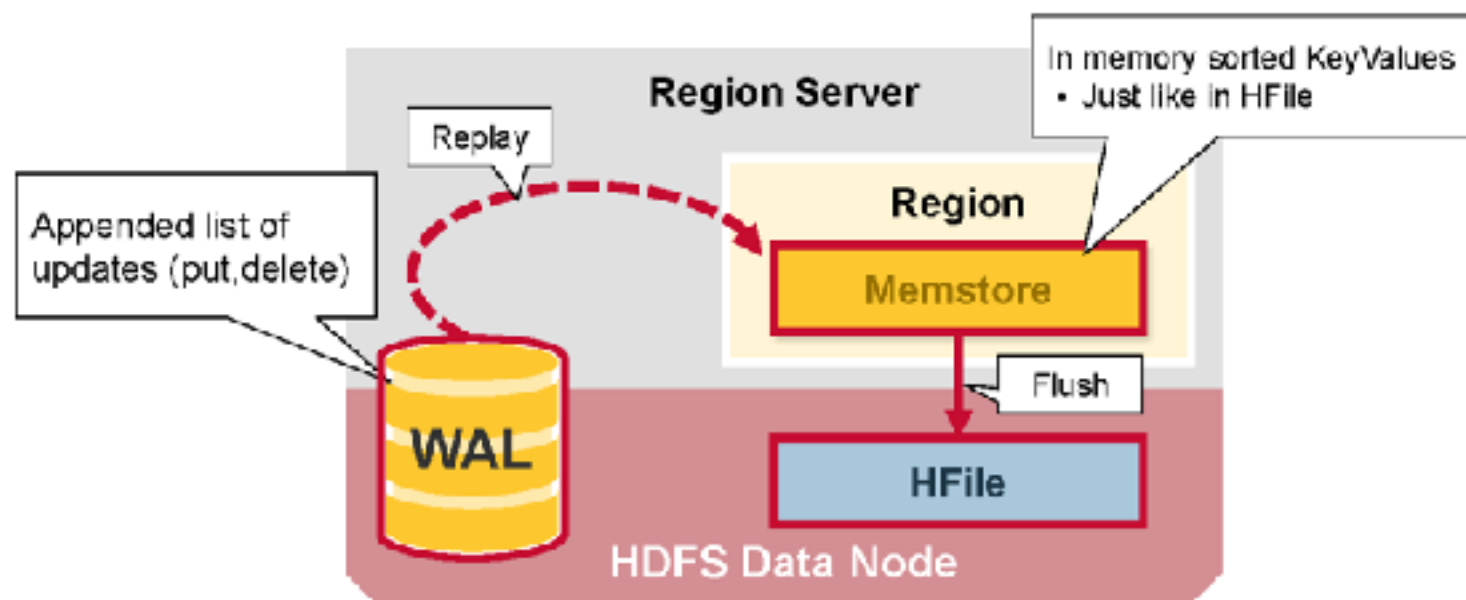 In memory sorted KeyValues
• Just like in HFile
Region Server
Replay
Region
Appended list of
updates (put,delete)
Memstore
Flush
WAL
HFile
HDFS Data Node